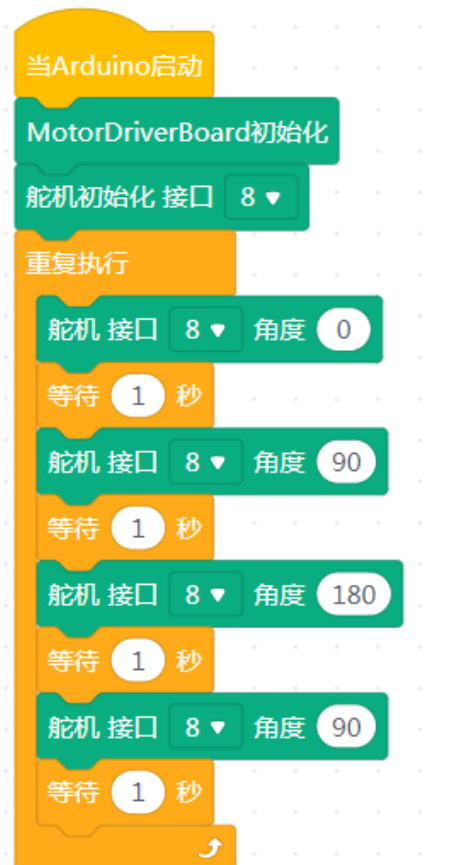 当Arduino启动
MotorDriverBoard初始化
舵机初始化 接口 8
重复执行
舵机 接口 8 角度 0
等待 1 秒
舵机 接口 8 角度 90
等待 1 秒
舵机 接口 8 角度 180
等待 1 秒
舵机 接口 8 角度 90
等待 1 秒